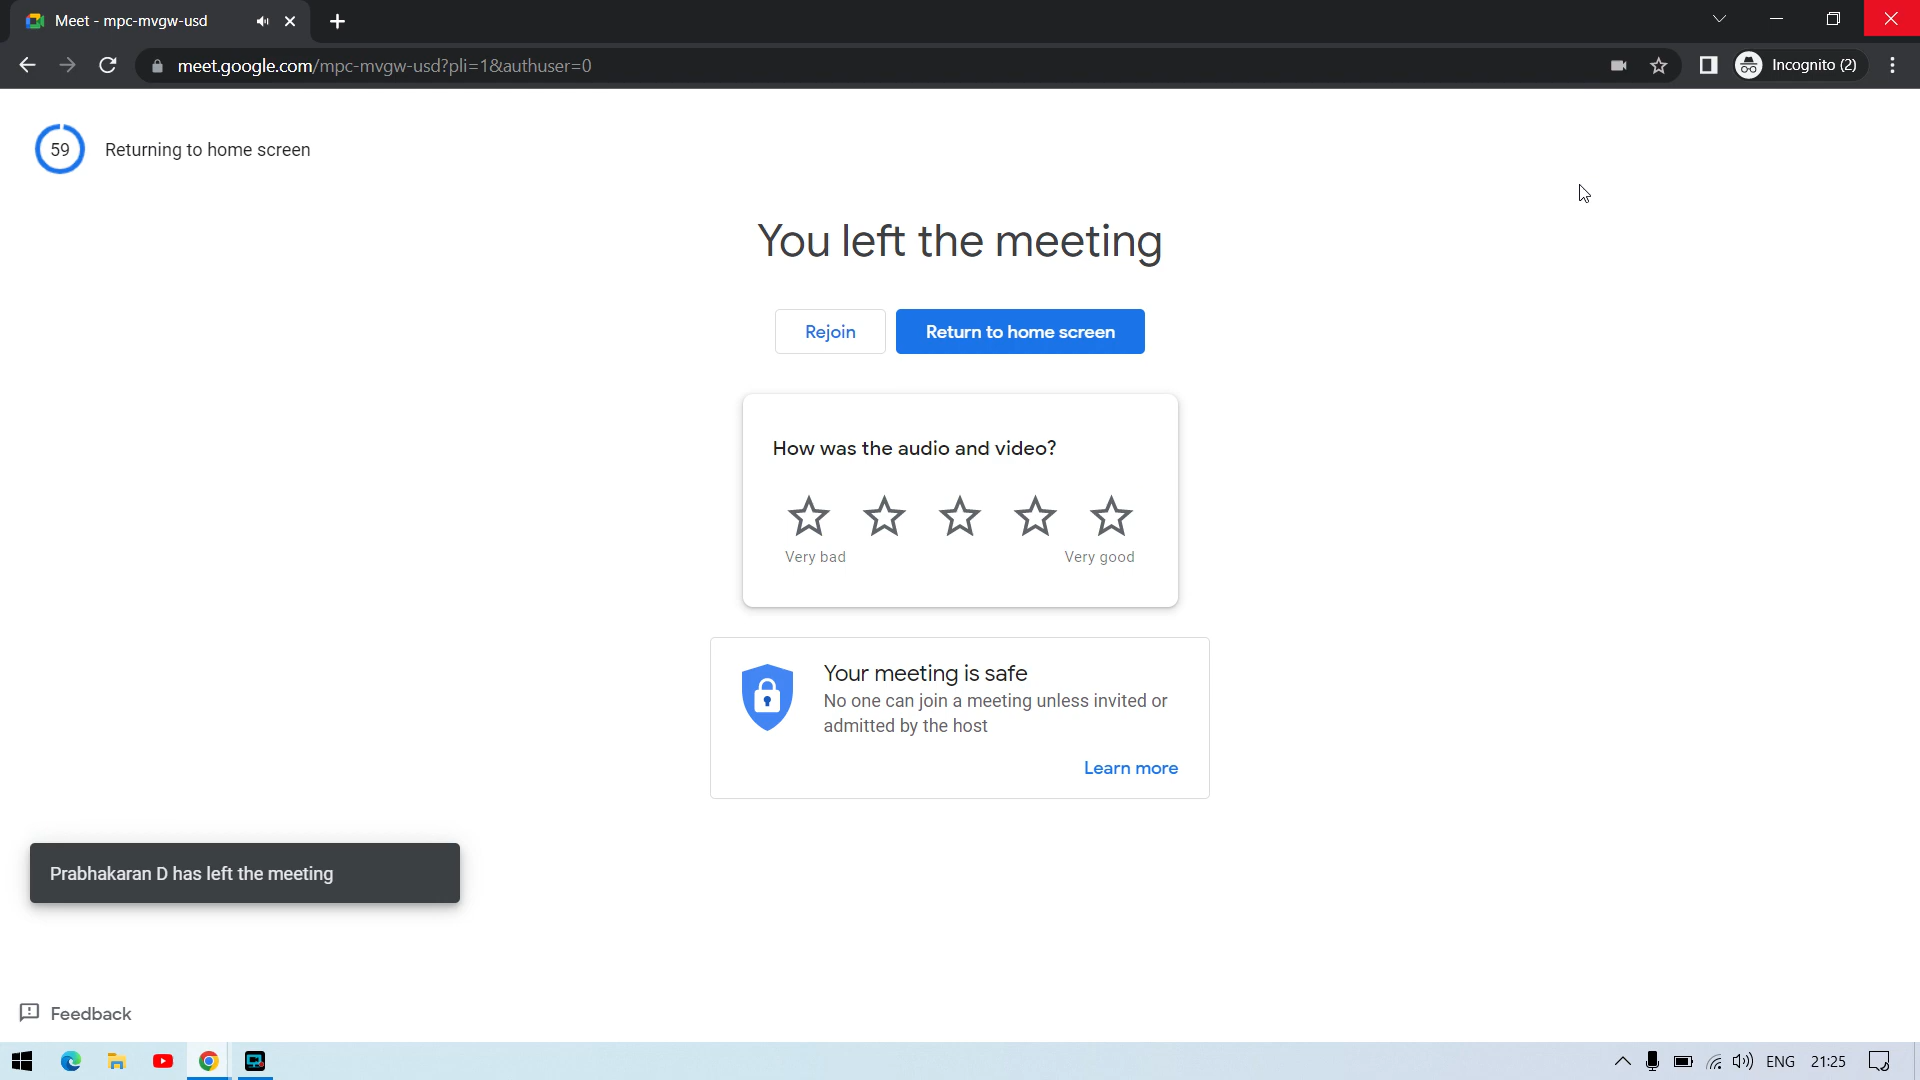 Meet - mpc-mvgw-usd
meet.google.com/mpc-mvgw-usd?pli=1&authuser=0
Incognito (2)
59
Returning to home screen
You left the meeting
Rejoin
Return to home screen
How was the audio and video?
Very bad
Very good
Your meeting is safe
No one can join a meeting unless invited or
admitted by the host
Learn more
Prabhakaran D has left the meeting
Feedback
ENG
21:25